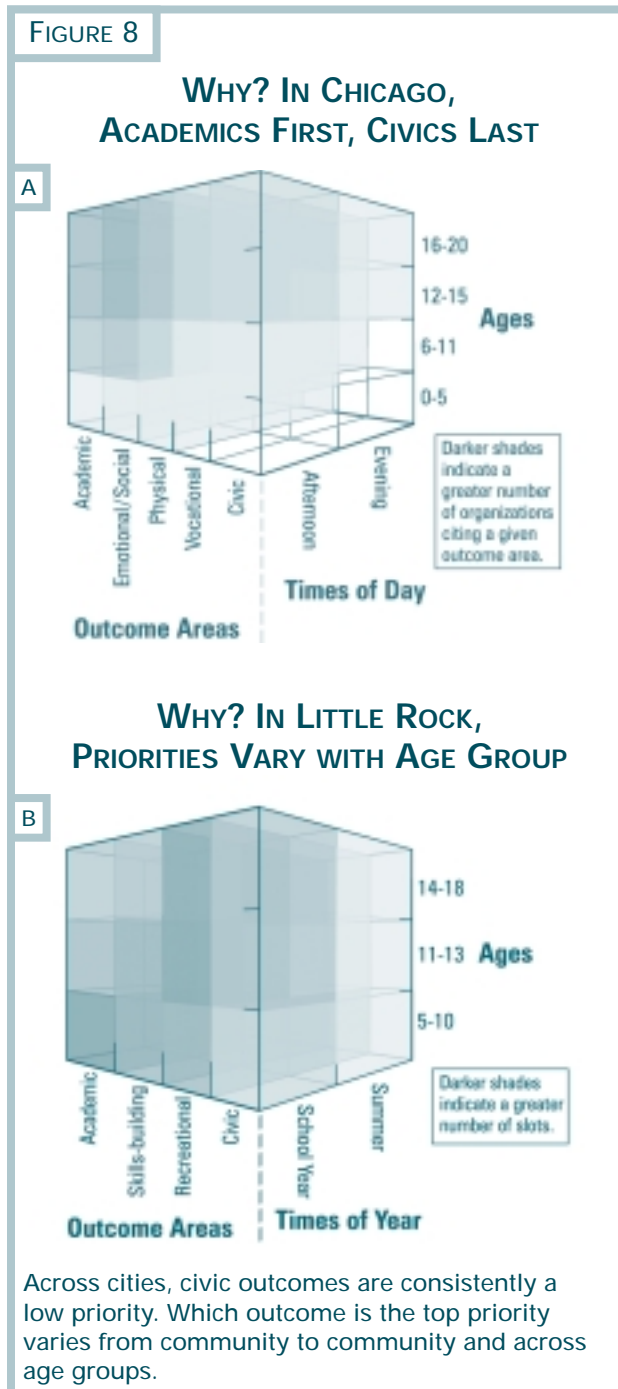 FIGURE 8
WHY? IN CHICAGO,
ACADEMICS FIRST, CIVICS LAST
A
16-20
12-15
Ages
6-11
0-5
Academic
Emotional/Social
Physical
Vocational
Civic
Afternoon
Evening
Darker shades
indicate a
greater number
of organizations
citing a given
outcome area.
Times of Day
Outcome Areas
WHY? IN LITTLE ROCK,
PRIORITIES VARY WITH AGE GROUP
B
14-18
11-13 Ages
5-10
Academic
Skills-building
Recreational
Civic
School Year
Summer
Darker shades
indicate a greater
number of slots.
Times of Year
Outcome Areas
Across cities, civic outcomes are consistently a
low priority. Which outcome is the top priority
varies from community to community and across
age groups.